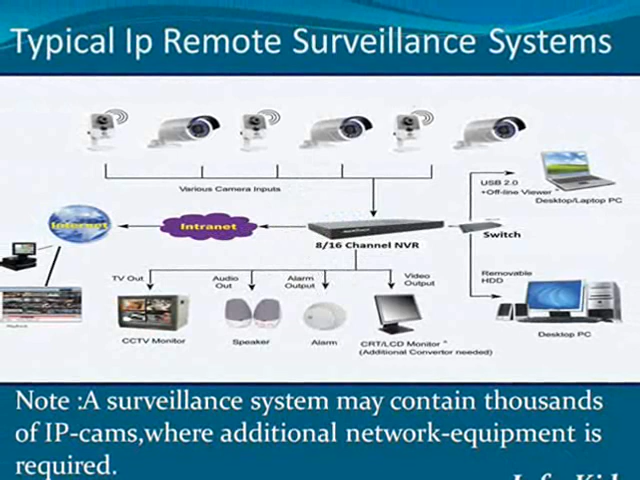 Typical Ip Remote Surveillance Systems
Various Camera Inputs
USB 2.0
+Off-line Viewer *
Desktop/Laptop PC
Internet
Intranet
8/16 Channel NVR
Switch
TV Out
Audio
Out
Alarm
Output
Video
Output
Removable
HDD
CCTV Monitor
Speaker
Alarm
CRT/LCD Monitor *
(Additional Convertor needed)
Desktop PC
Note :A surveillance system may contain thousands
of IP-cams,where additional network-equipment is
required.